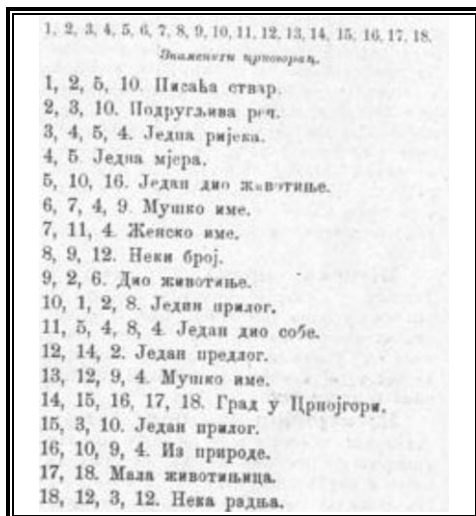 1, 2, 3, 4, 5, 6, 7, 8, 9, 10, 11, 12, 13, 14, 15, 16, 17, 18.
Знаменити црногорац.
1, 2, 5, 10. Писаћа ствар.
2, 3, 10. Подругљива реч.
3, 4, 5, 4. Једна ријека.
4, 5. Једна мјера.
5, 10, 16. Један дио животиње.
6, 7, 4, 9. Мушко име.
7, 11, 4. Женско име.
8, 9, 12. Неки број.
9, 2, 6. Дио животиње.
10, 1, 2, 8. Један прилог.
11, 5, 4, 8, 4. Један дио собе.
12, 14, 2. Један предлог.
13, 12, 9, 4. Мушко име.
14, 15, 16, 17, 18. Град у Црнојгори.
15, 3, 10. Један прилог.
16, 10, 9, 4. Из природе.
17, 18. Мала животињица.
18, 12, 3, 12. Нека радња.